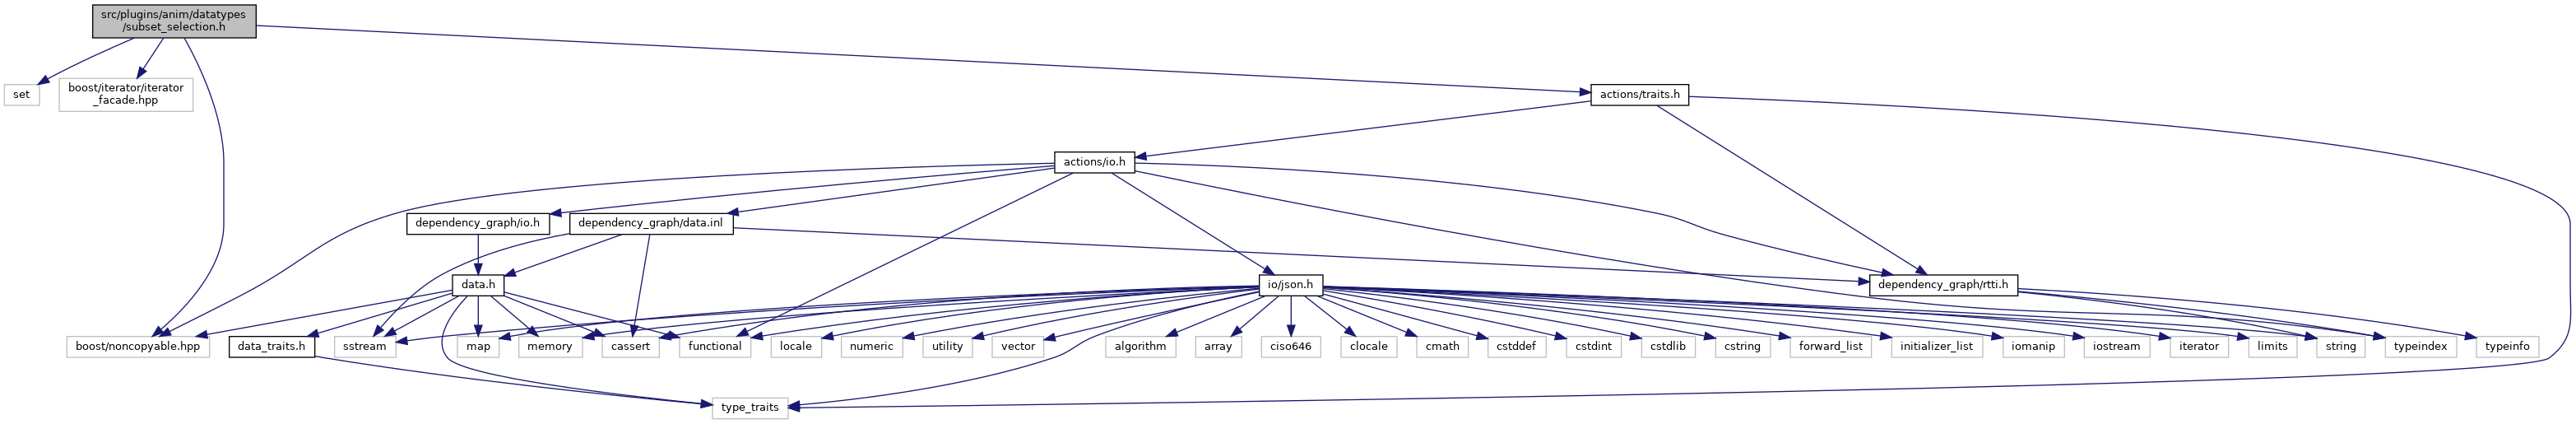 src/plugins/anim/datatypes
/subset_selection.h
set
boost/iterator/iterator
_facade.hpp
actions/traits.h
actions/io.h
dependency_graph/io.h
dependency_graph/data.inl
data.h
io/json.h
dependency_graph/rtti.h
boost/noncopyable.hpp
data_traits.h
sstream
map
memory
cassert
functional
locale
numeric
utility
vector
algorithm
array
ciso646
clocale
cmath
cstddef
cstdint
cstdlib
cstring
forward_list
initializer_list
iomanip
iostream
iterator
limits
string
typeindex
typeinfo
type_traits